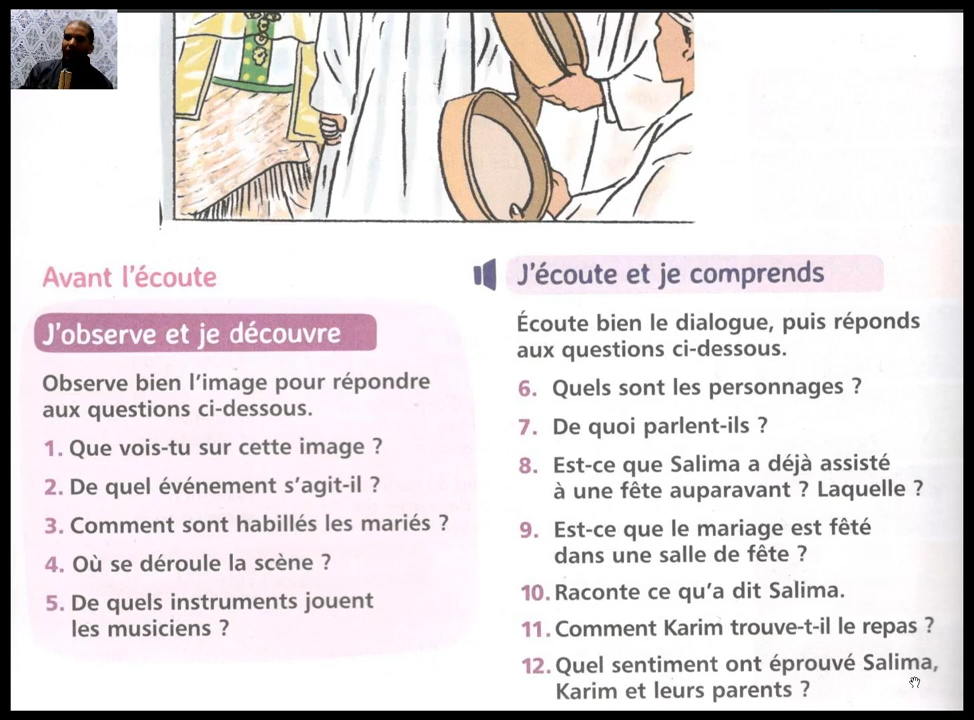 Avant l'écoute
J'observe et je découvre
Observe bien l'image pour répondre
aux questions ci-dessous.
1. Que vois-tu sur cette image ?
2. De quel événement s'agit-il ?
3. Comment sont habillés les mariés ?
4. Où se déroule la scène ?
5. De quels instruments jouent
les musiciens ?
J'écoute et je comprends
Écoute bien le dialogue, puis réponds
aux questions ci-dessous.
6. Quels sont les personnages ?
7. De quoi parlent-ils ?
8. Est-ce que Salima a déjà assisté
à une fête auparavant ? Laquelle ?
9. Est-ce que le mariage est fêté
dans une salle de fête ?
10. Raconte ce qu'a dit Salima.
11. Comment Karim trouve-t-il le repas ?
12. Quel sentiment ont éprouvé Salima,
Karim et leurs parents ?